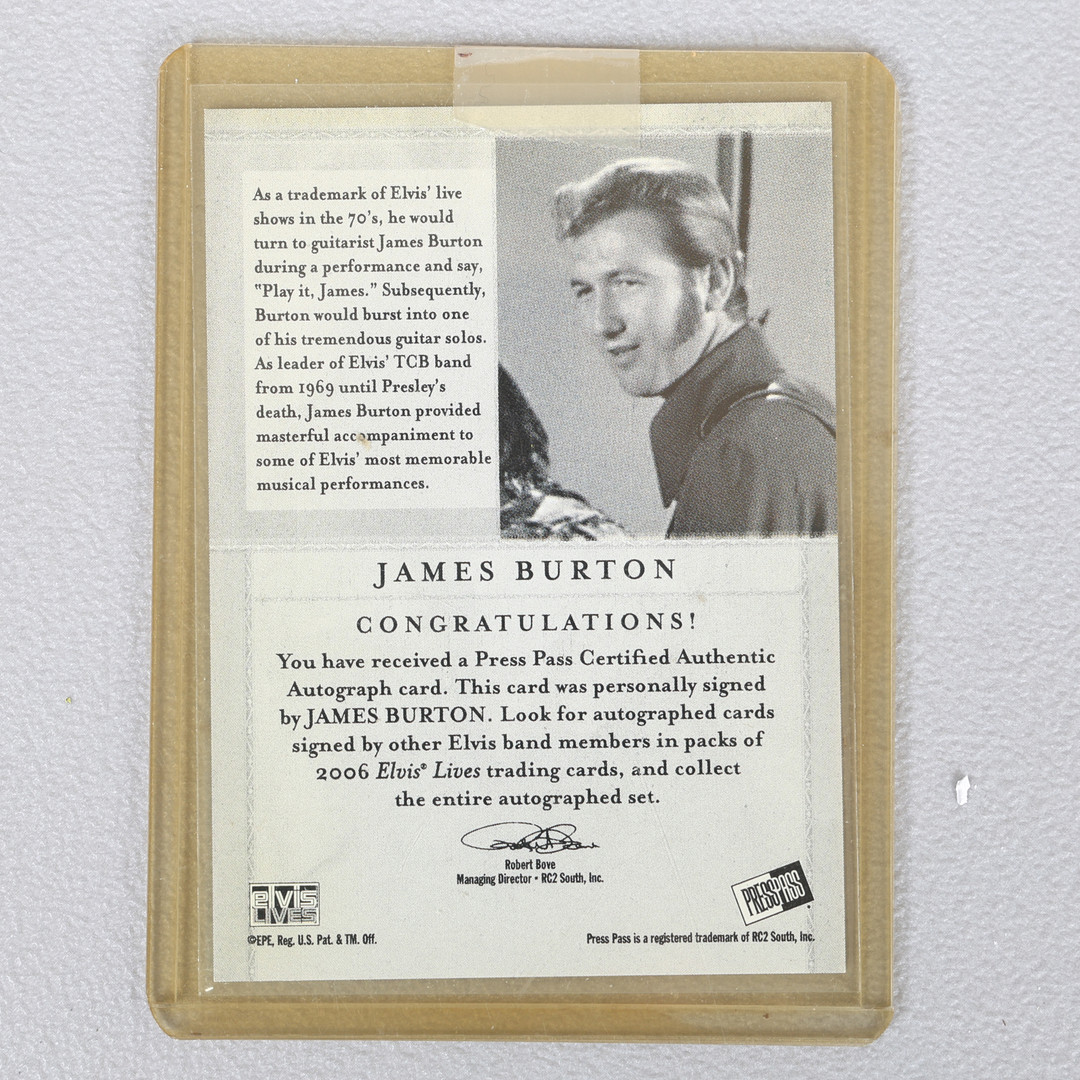 As a trademark of Elvis' live
shows in the 70's, he would
turn to guitarist James Burton
during a performance and say,
"Play it, James." Subsequently,
Burton would burst into one
of his tremendous guitar solos.
As leader of Elvis' TCB band
from 1969 until Presley's
death, James Burton provided
masterful accompaniment to
some of Elvis' most memorable
musical performances.
JAMES BURTON
CONGRATULATIONS!
You have received a Press Pass Certified Authentic
Autograph card. This card was personally signed
by JAMES BURTON. Look for autographed cards
signed by other Elvis band members in packs of
2006 Elvis® Lives trading cards, and collect
the entire autographed set.
Robert Bove
Managing Director • RC2 South, Inc.
elvis
LIVES
©EPE, Reg. U.S. Pat. & TM. Off.
PRESS PASS
Press Pass is a registered trademark of RC2 South, Inc.